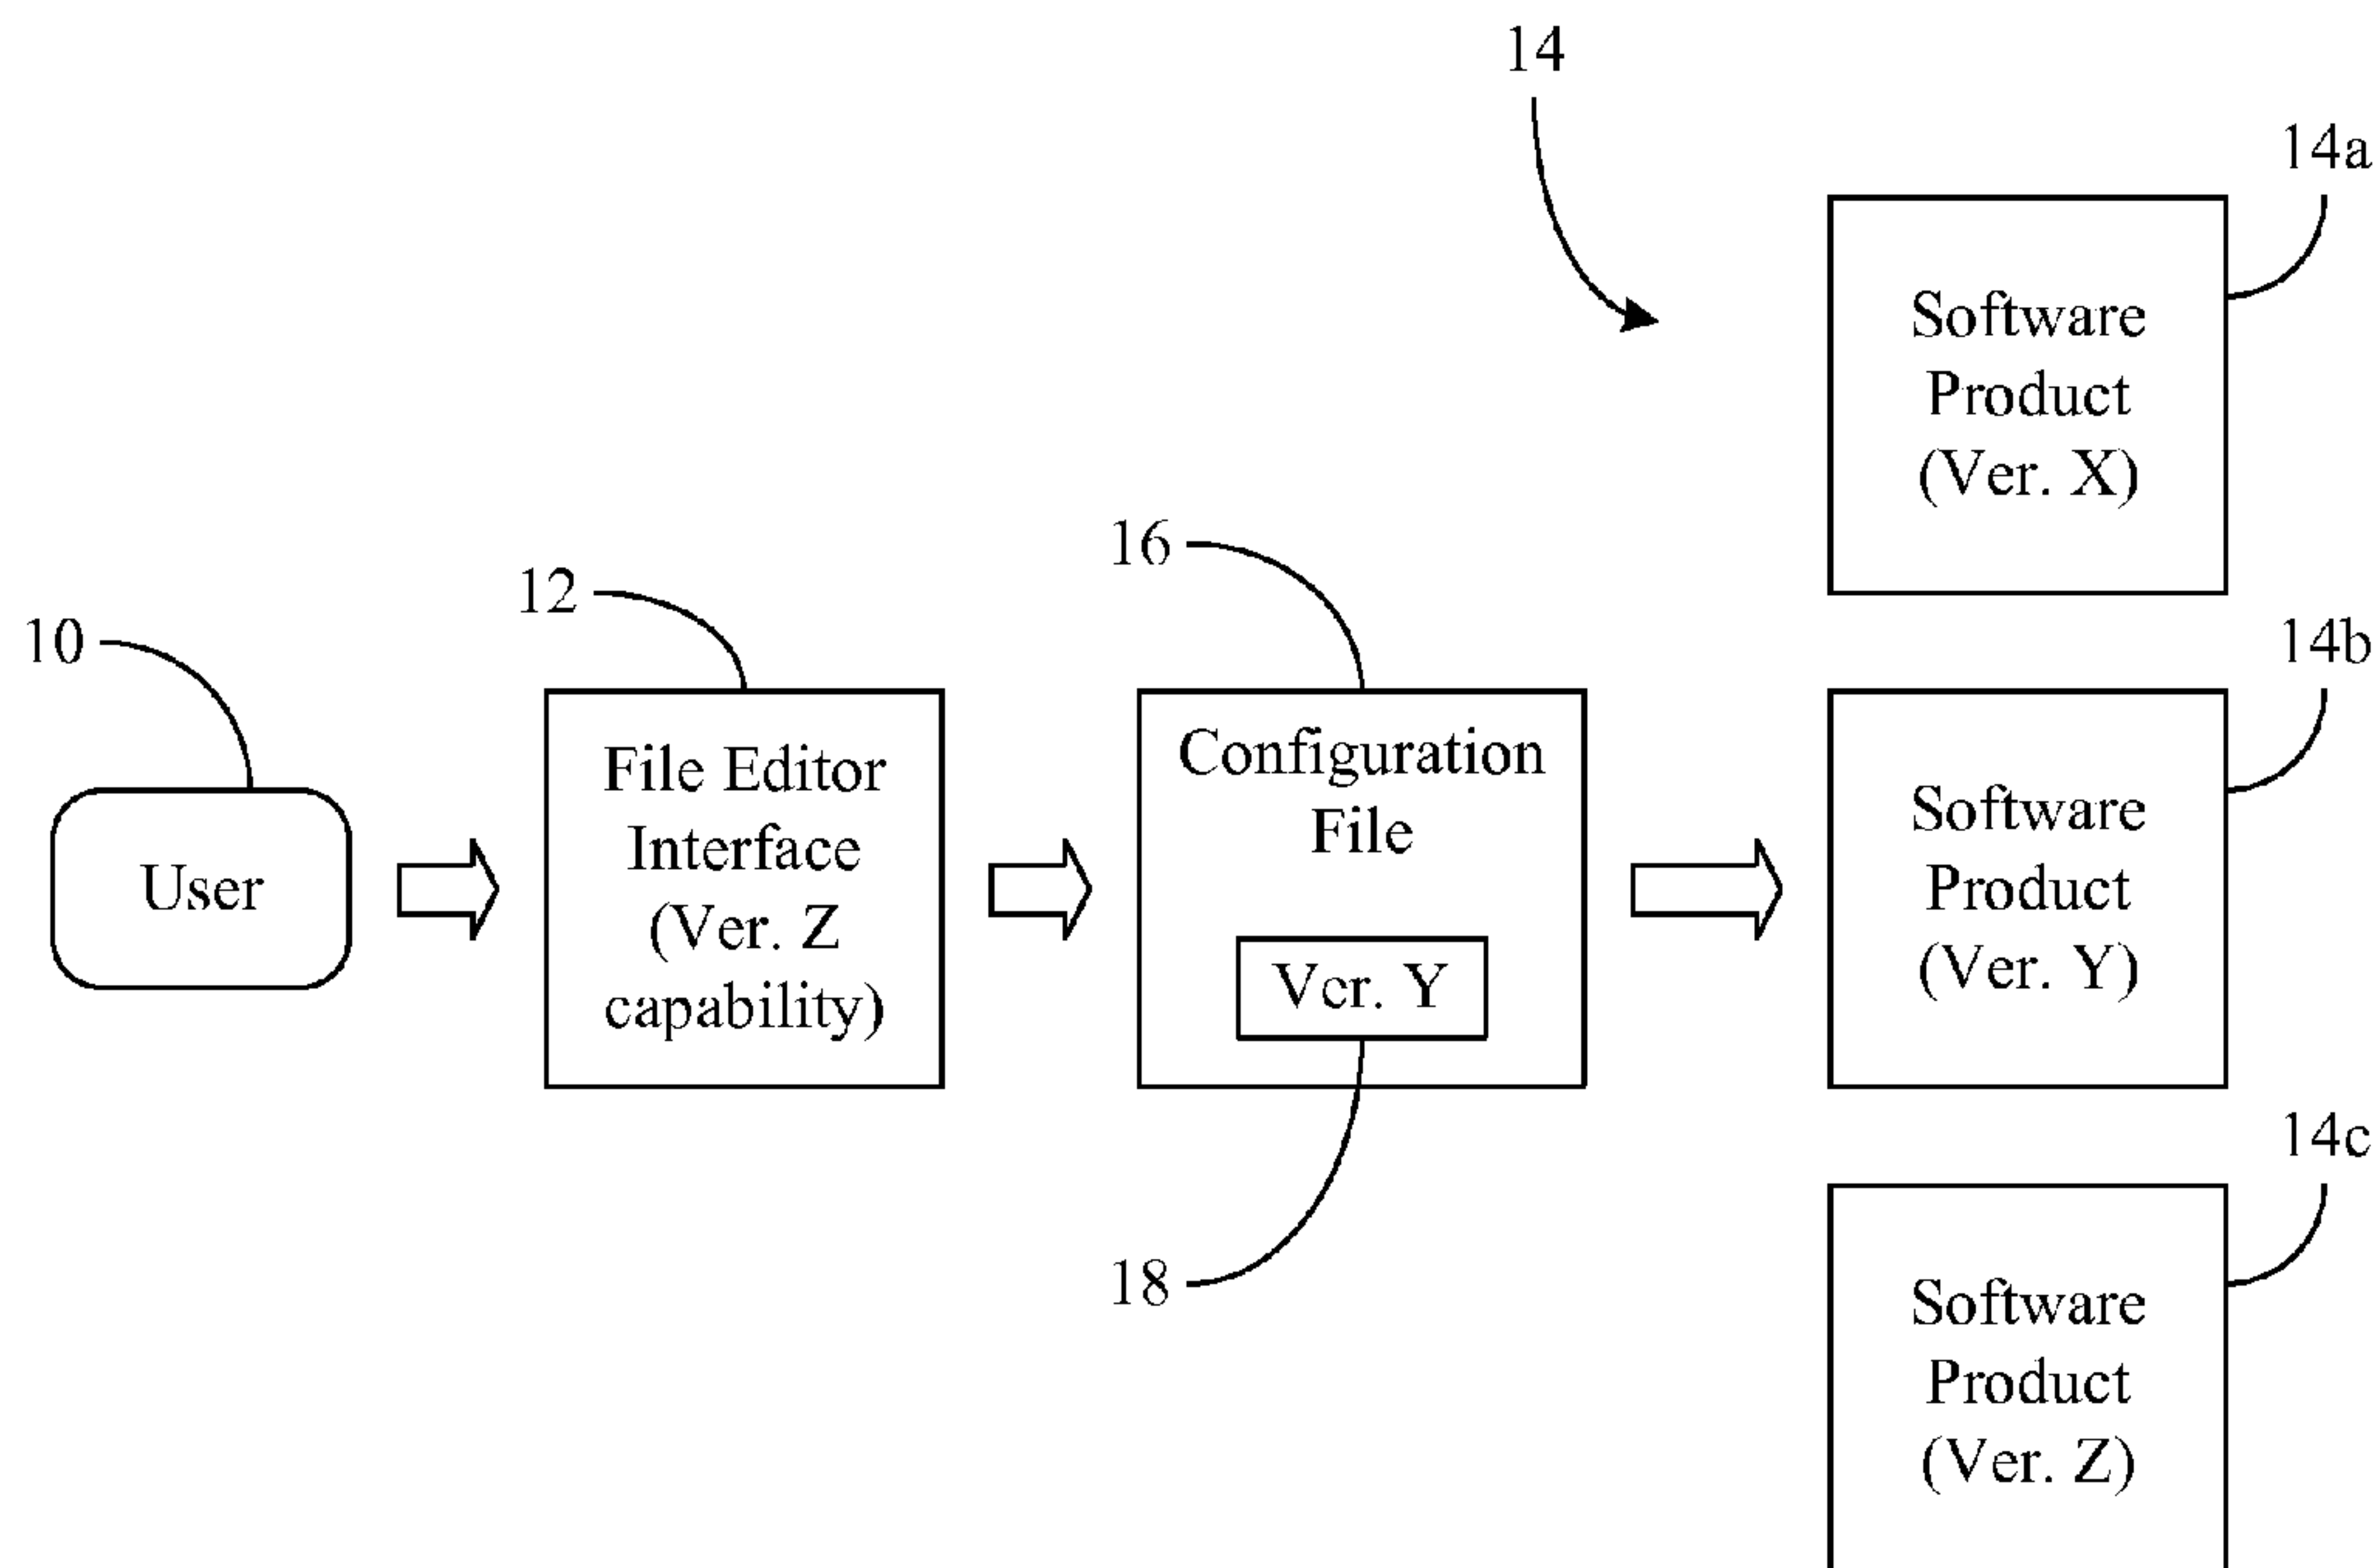 14
14a
Software
Product
(Ver. X)
16
12
10
14b
File Editor
Interface
(Ver. Z
capability)
Configuration
File
Ver. Y
User
Software
Product
(Ver. Y)
18
14c
Software
Product
(Ver. Z)